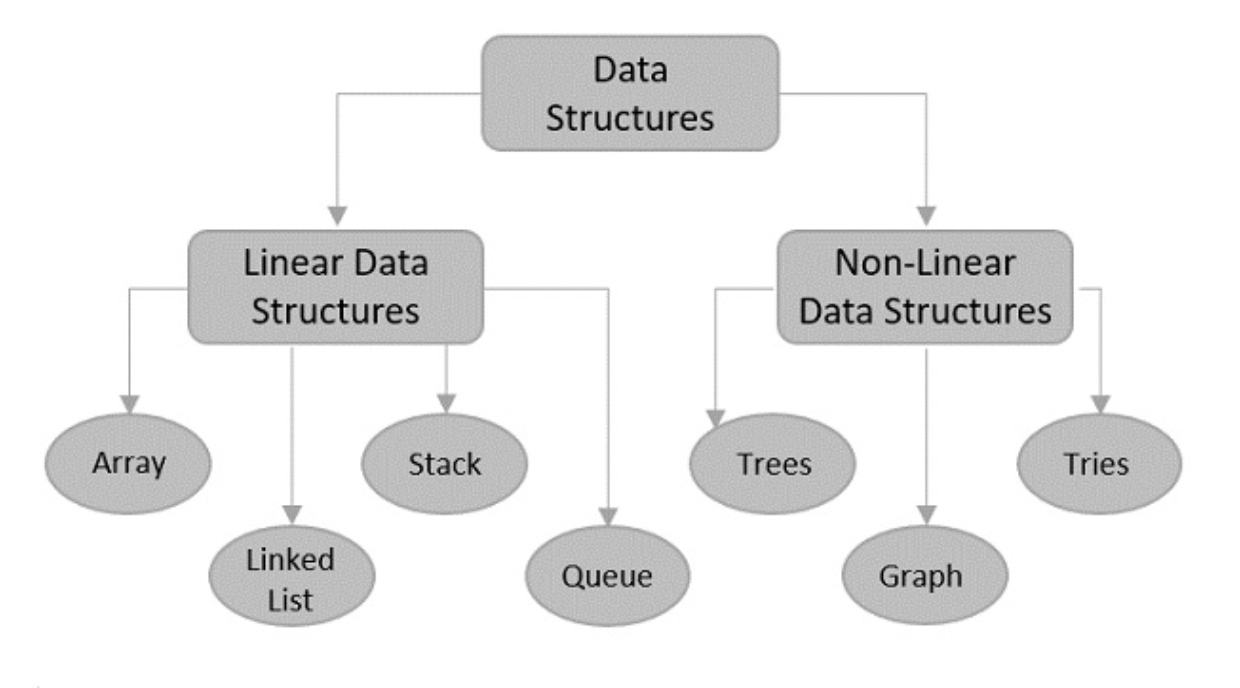 Data
Structures
Linear Data
Structures
Non-Linear
Data Structures
Array
Stack
Trees
Tries
Linked
List
Queue
Graph